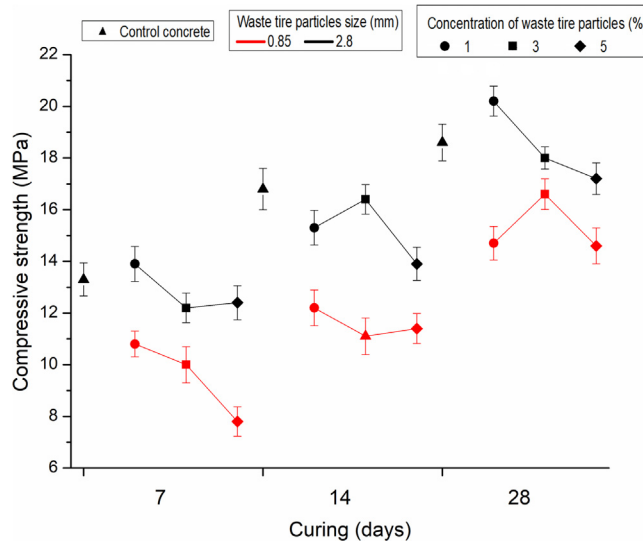 Control concrete
Waste tire particles size (mm)
0.85 2.8
Concentration of waste tire particles (%
1 3 5
22
20
18
16
14
12
10
8
6
Compressive strength (MPa)
7 14 28
Curing (days)